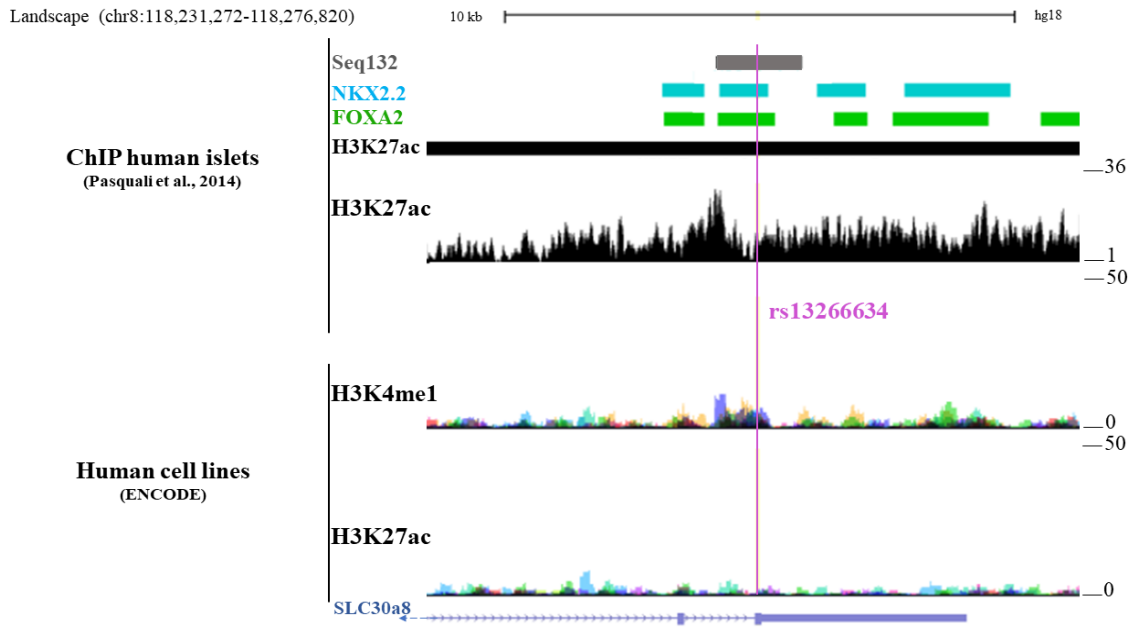 Landscape (chr8:118,231,272-118,276,820) 10 kb hg18
Seq132
NKX2.2
FOXA2
H3K27ac
ChIP human islets
(Pasquali et al., 2014)
36
H3K27ac
1
50
rs13266634
H3K4me1
0
50
Human cell lines
(ENCODE)
H3K27ac
0
SLC30a8